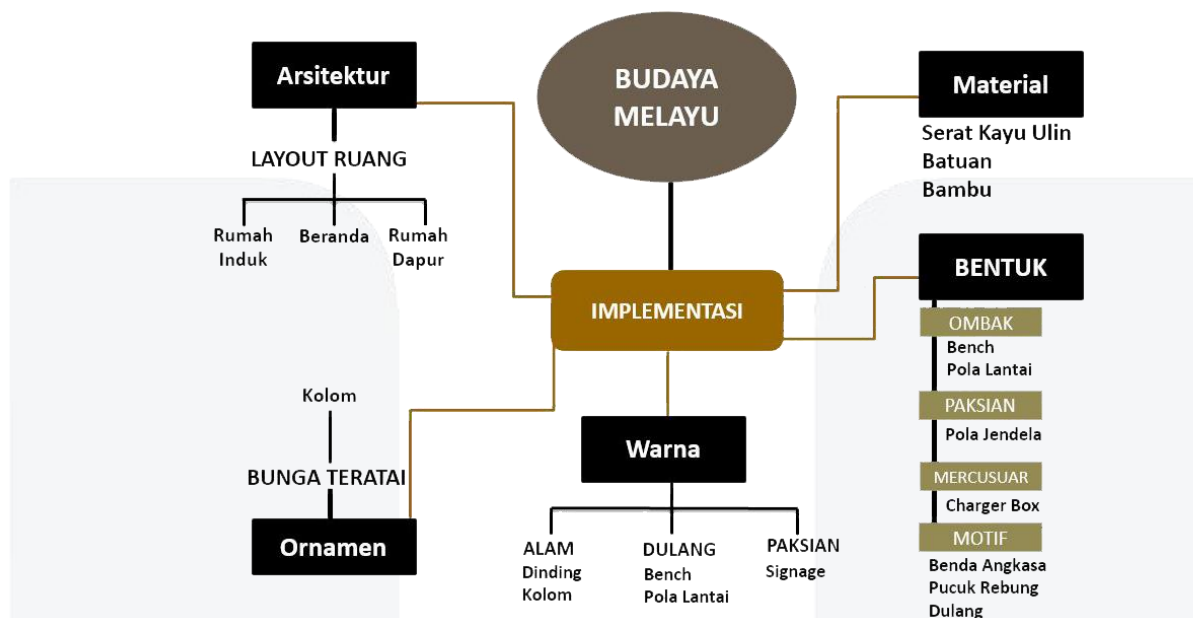 BUDAYA
MELAYU
Arsitektur
LAYOUT RUANG
Rumah
Induk
Beranda
Rumah
Dapur
Material
Serat Kayu Ulin
Batuan
Bambu
IMPLEMENTASI
BENTUK
OMBAK
Bench
Pola Lantai
PAKSIAN
Pola Jendela
MERCUSUAR
Charger Box
MOTIF
Benda Angkasa
Pucuk Rebung
Dulang
Kolom
BUNGA TERATAI
Ornamen
Warna
ALAM
Dinding
Kolom
DULANG
Bench
Pola Lantai
PAKSIAN
Signage